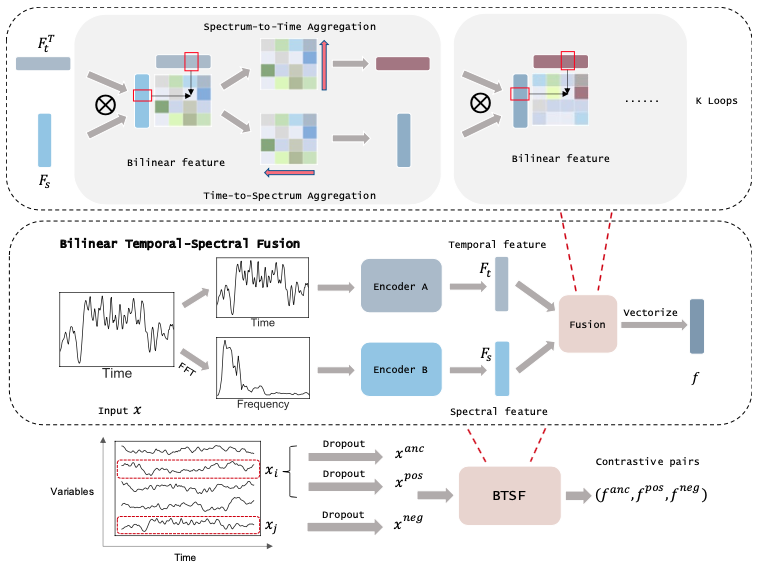 Spectrum-to-Time Aggregation
F_t^T
F_s
⊗
Bilinear feature
Time-to-Spectrum Aggregation
⊗
Bilinear feature
......
K Loops
Bilinear Temporal-Spectral Fusion
Time
Input x
FFT
Time
Frequency
Encoder A
Encoder B
Temporal feature
F_t
F_s
Spectral feature
Fusion
Vectorize
f
Variables
Time
x_i
x_j
Dropout
x^{anc}
Dropout
x^{pos}
Dropout
x^{neg}
BTSF
Contrastive pairs
(f^{anc},f^{pos},f^{neg})